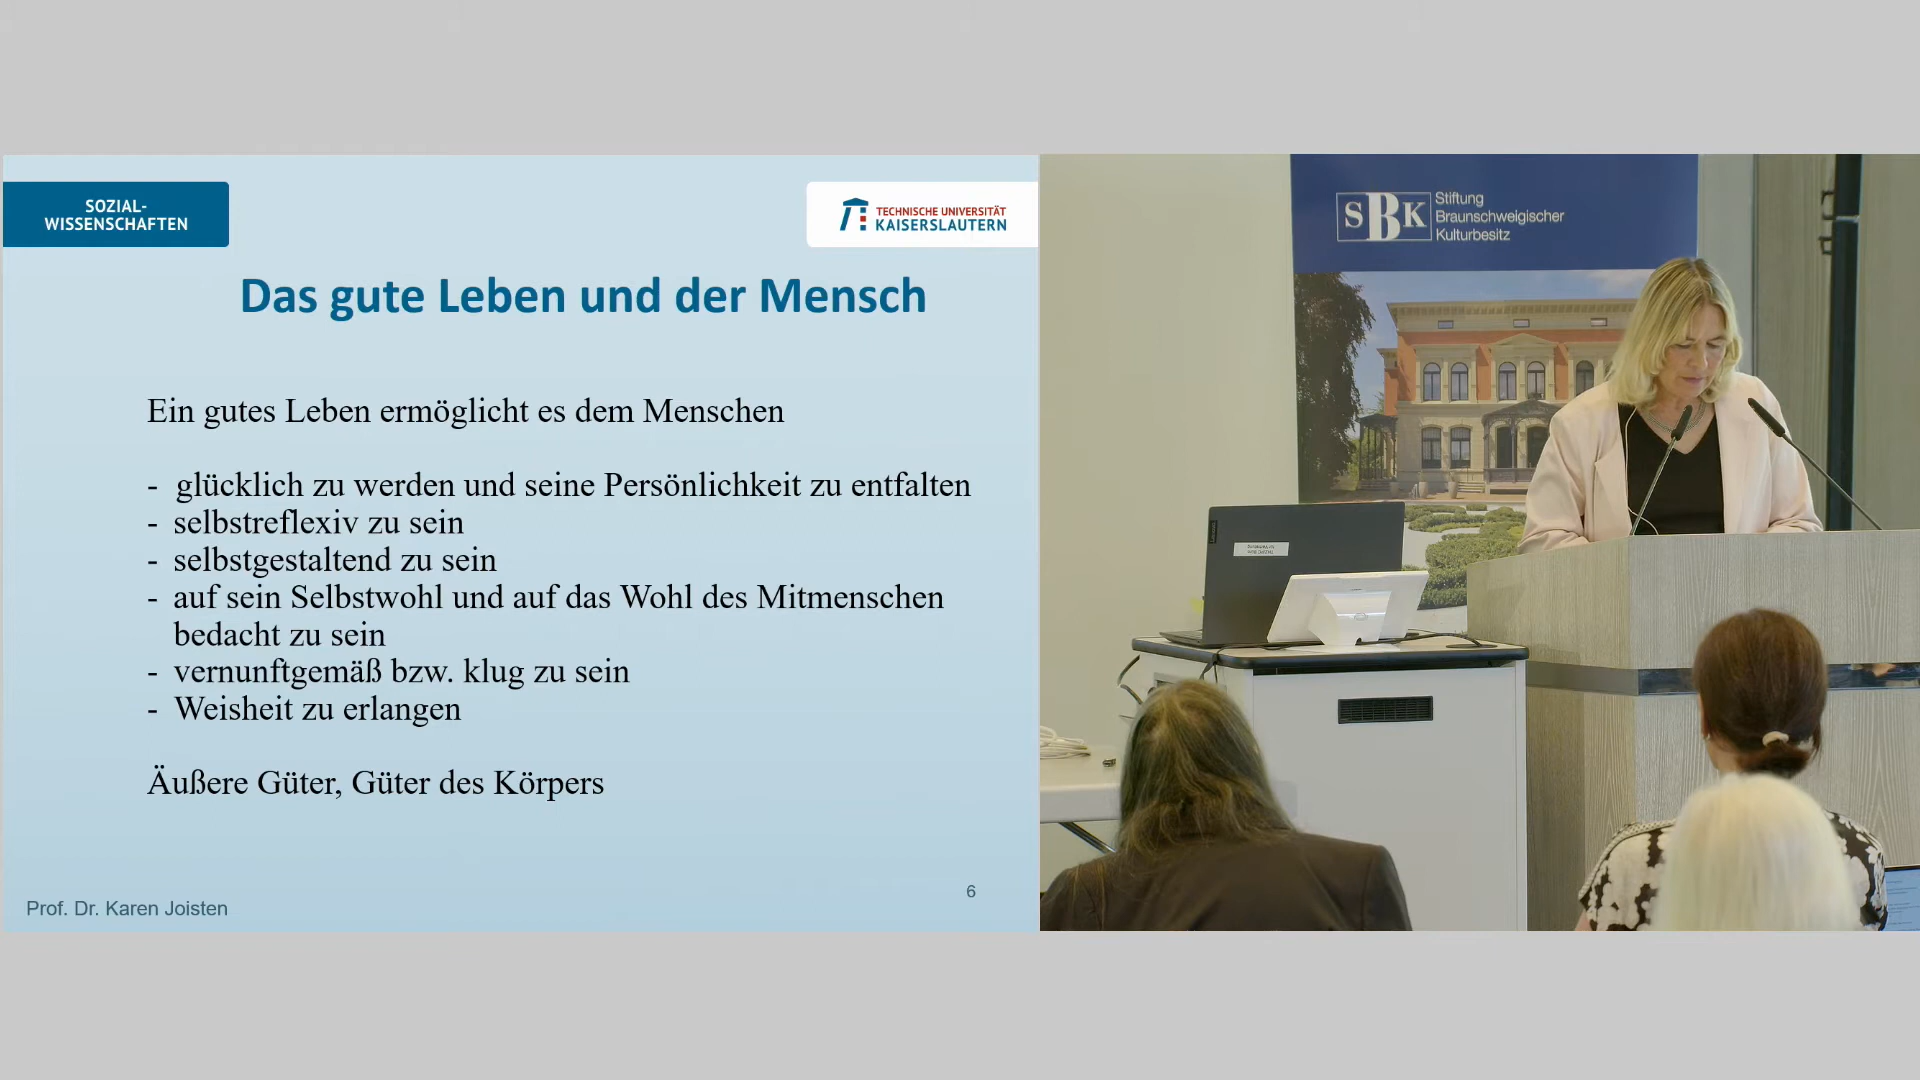 SOZIAL-
WISSENSCHAFTEN
TECHNISCHE UNIVERSITÄT
KAISERSLAUTERN
Das gute Leben und der Mensch
Ein gutes Leben ermöglicht es dem Menschen
- glücklich zu werden und seine Persönlichkeit zu entfalten
- selbstreflexiv zu sein
- selbstgestaltend zu sein
- auf sein Selbstwohl und auf das Wohl des Mitmenschen
bedacht zu sein
- vernunftgemäß bzw. klug zu sein
- Weisheit zu erlangen
Äußere Güter, Güter des Körpers
Prof. Dr. Karen Joisten
6
SBK
Stiftung
Braunschweigischer
Kulturbesitz